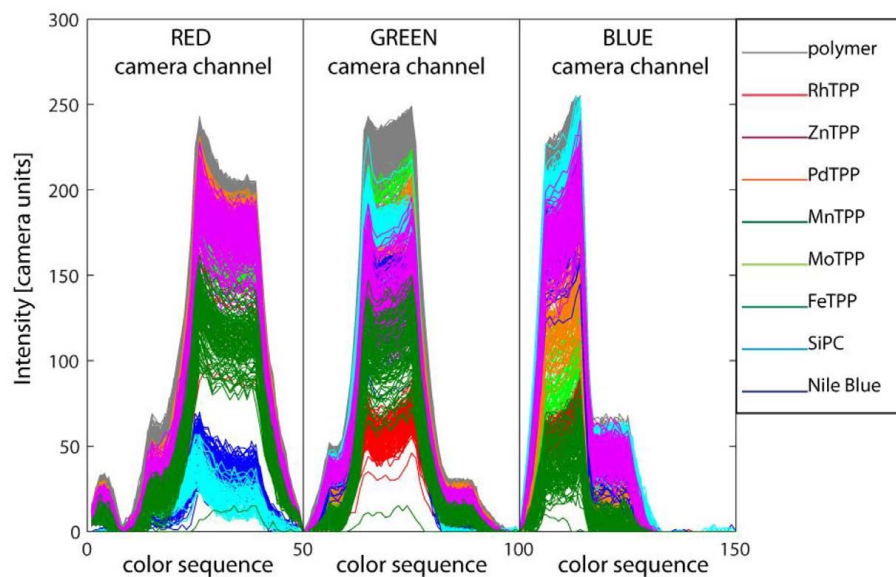 RED
camera channel
GREEN
camera channel
BLUE
camera channel
300
250
200
150
100
50
0
Intensity [camera units]
0
50
100
150
color sequence
color sequence
color sequence
polymer
RhTPP
ZnTPP
PdTPP
MnTPP
MoTPP
FeTPP
SiPC
Nile Blue